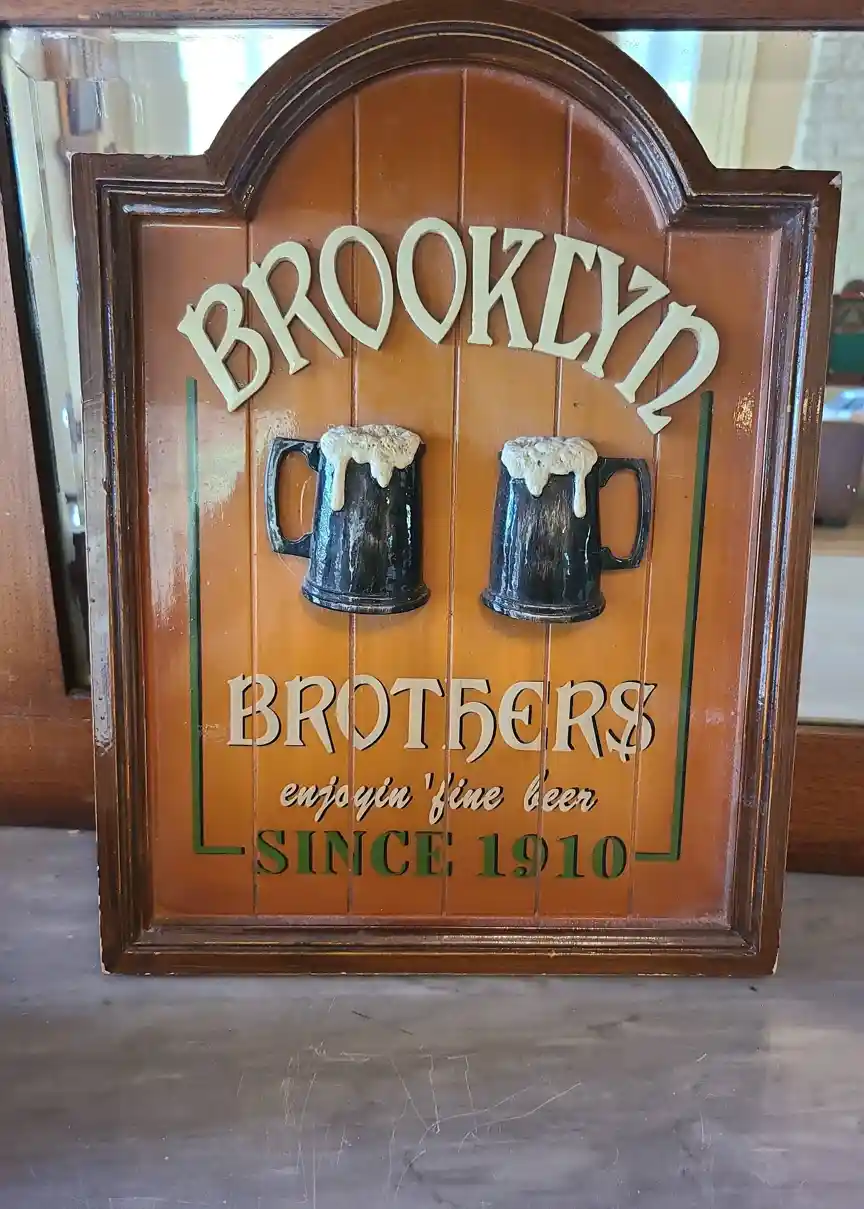 BROOKLYN
BROTHERS
enjoyin 'fine beer
SINCE 1910